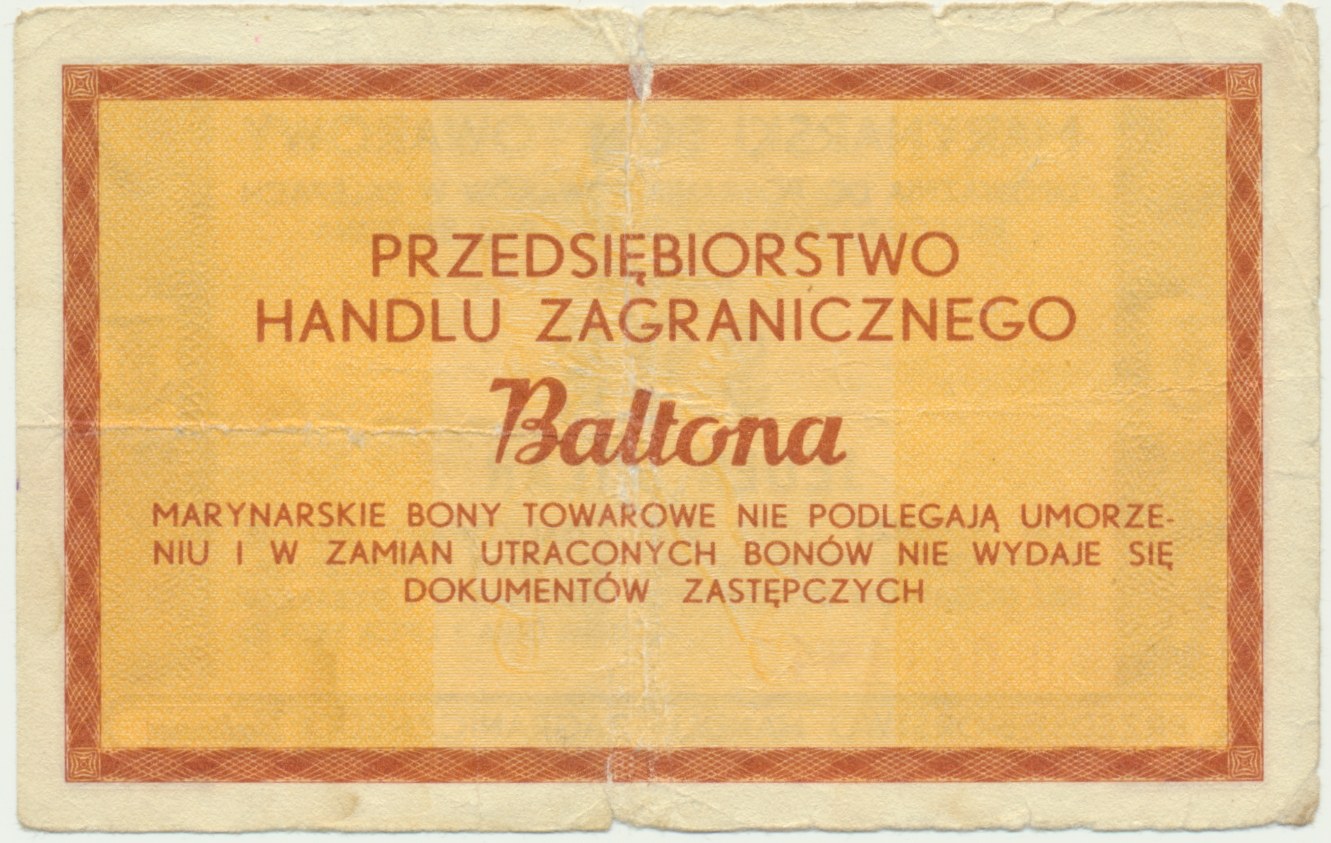 PRZEDSIĘBIORSTWO
HANDLU ZAGRANICZNEGO
Baltona
MARYNARSKIE BONY TOWAROWE NIE PODLEGAJĄ UMORZE-
NIU I W ZAMIAN UTRACONYCH BONÓW NIE WYDAJE SIĘ
DOKUMENTÓW ZASTĘPCZYCH